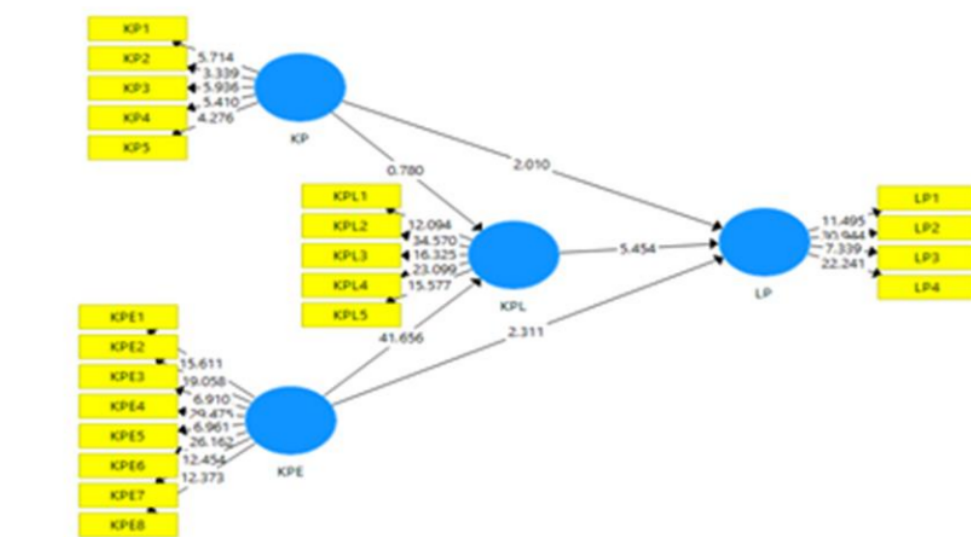 KP1
KP2
KP3
KP4
KP5
5.714
3.339
5.936
5.410
4.276
KP
0.780
2.010
KPL1
KPL2
KPL3
KPL4
KPL5
12.094
34.570
16.325
23.099
15.577
KPL
5.454
LP
11.495
30.944
7.339
22.241
LP1
LP2
LP3
LP4
41.656
2.311
KPE1
KPE2
KPE3
KPE4
KPE5
KPE6
KPE7
KPE8
15.611
19.058
6.910
29.475
6.961
26.162
12.454
12.373
KPE